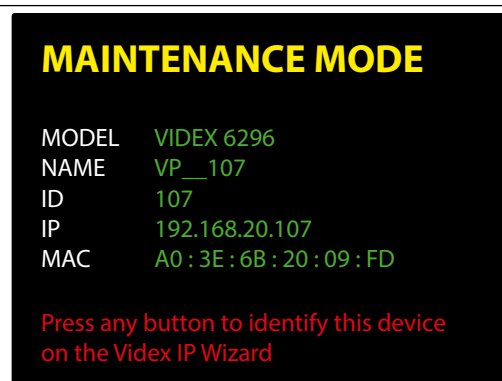 MAINTENANCE MODE
MODEL VIDEX 6296
NAME VP__107
ID 107
IP 192.168.20.107
MAC A0 : 3E : 6B : 20 : 09 : FD
Press any button to identify this device
on the Videx IP Wizard